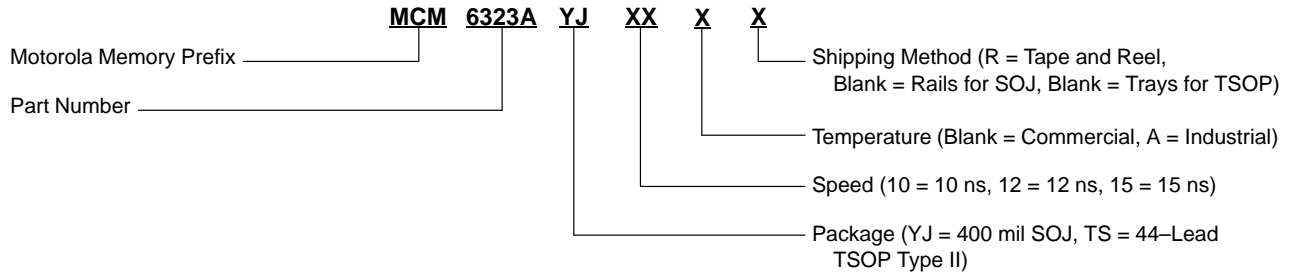 MCM 6323A YJ XX X X
Motorola Memory Prefix
Part Number
Shipping Method (R = Tape and Reel,
Blank = Rails for SOJ, Blank = Trays for TSOP)
Temperature (Blank = Commercial, A = Industrial)
Speed (10 = 10 ns, 12 = 12 ns, 15 = 15 ns)
Package (YJ = 400 mil SOJ, TS = 44–Lead
TSOP Type II)